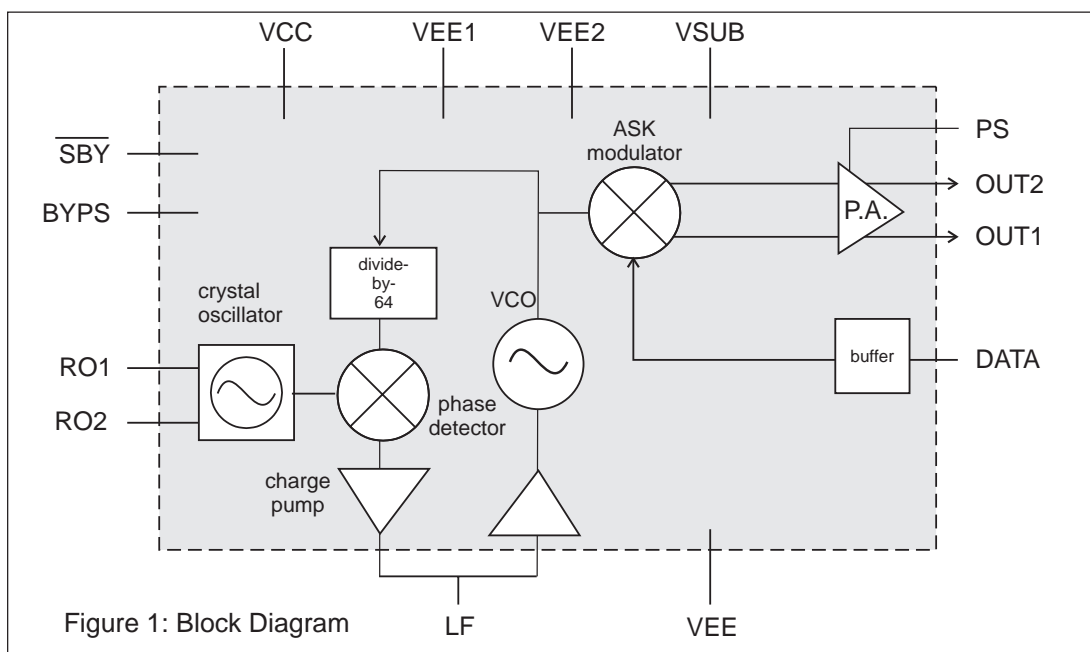 VCC
VEE1
VEE2
VSUB
SBY
BYPS
RO1
RO2
ASK
modulator
PS
OUT2
OUT1
P.A.
divide-
by-
64
crystal
oscillator
VCO
buffer
DATA
phase
detector
charge
pump
LF
VEE
Figure 1: Block Diagram